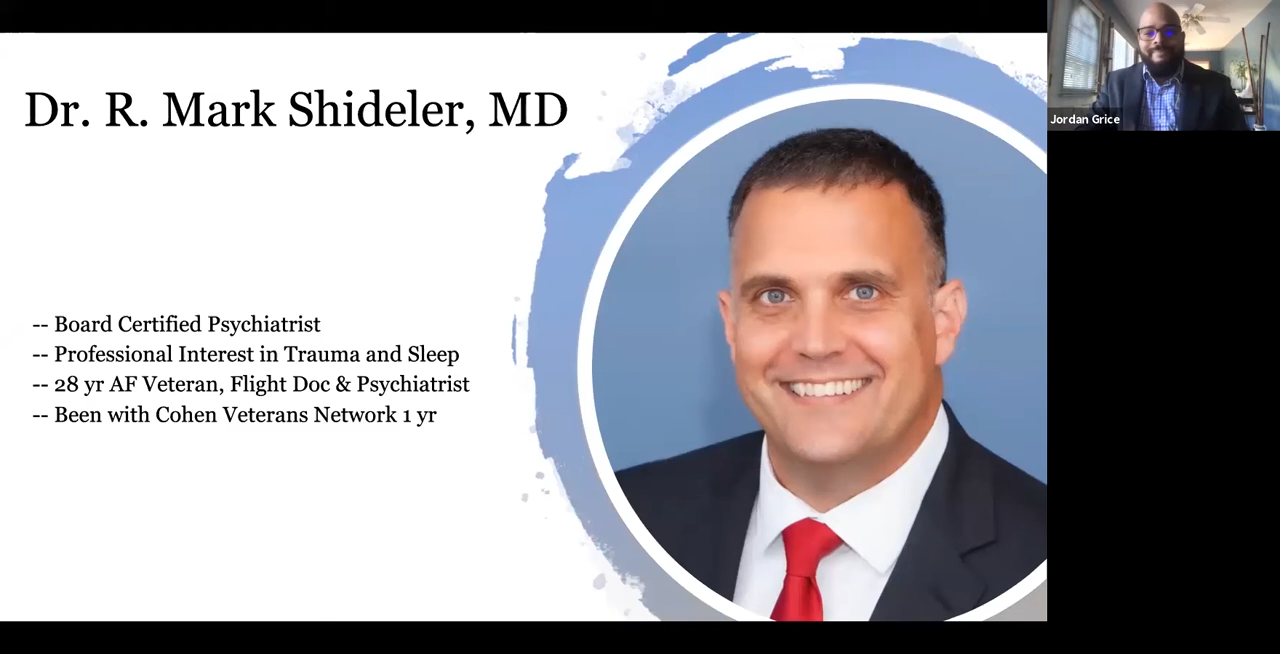 Dr. R. Mark Shideler, MD
-- Board Certified Psychiatrist
-- Professional Interest in Trauma and Sleep
-- 28 yr AF Veteran, Flight Doc & Psychiatrist
-- Been with Cohen Veterans Network 1 yr
Jordan Grice